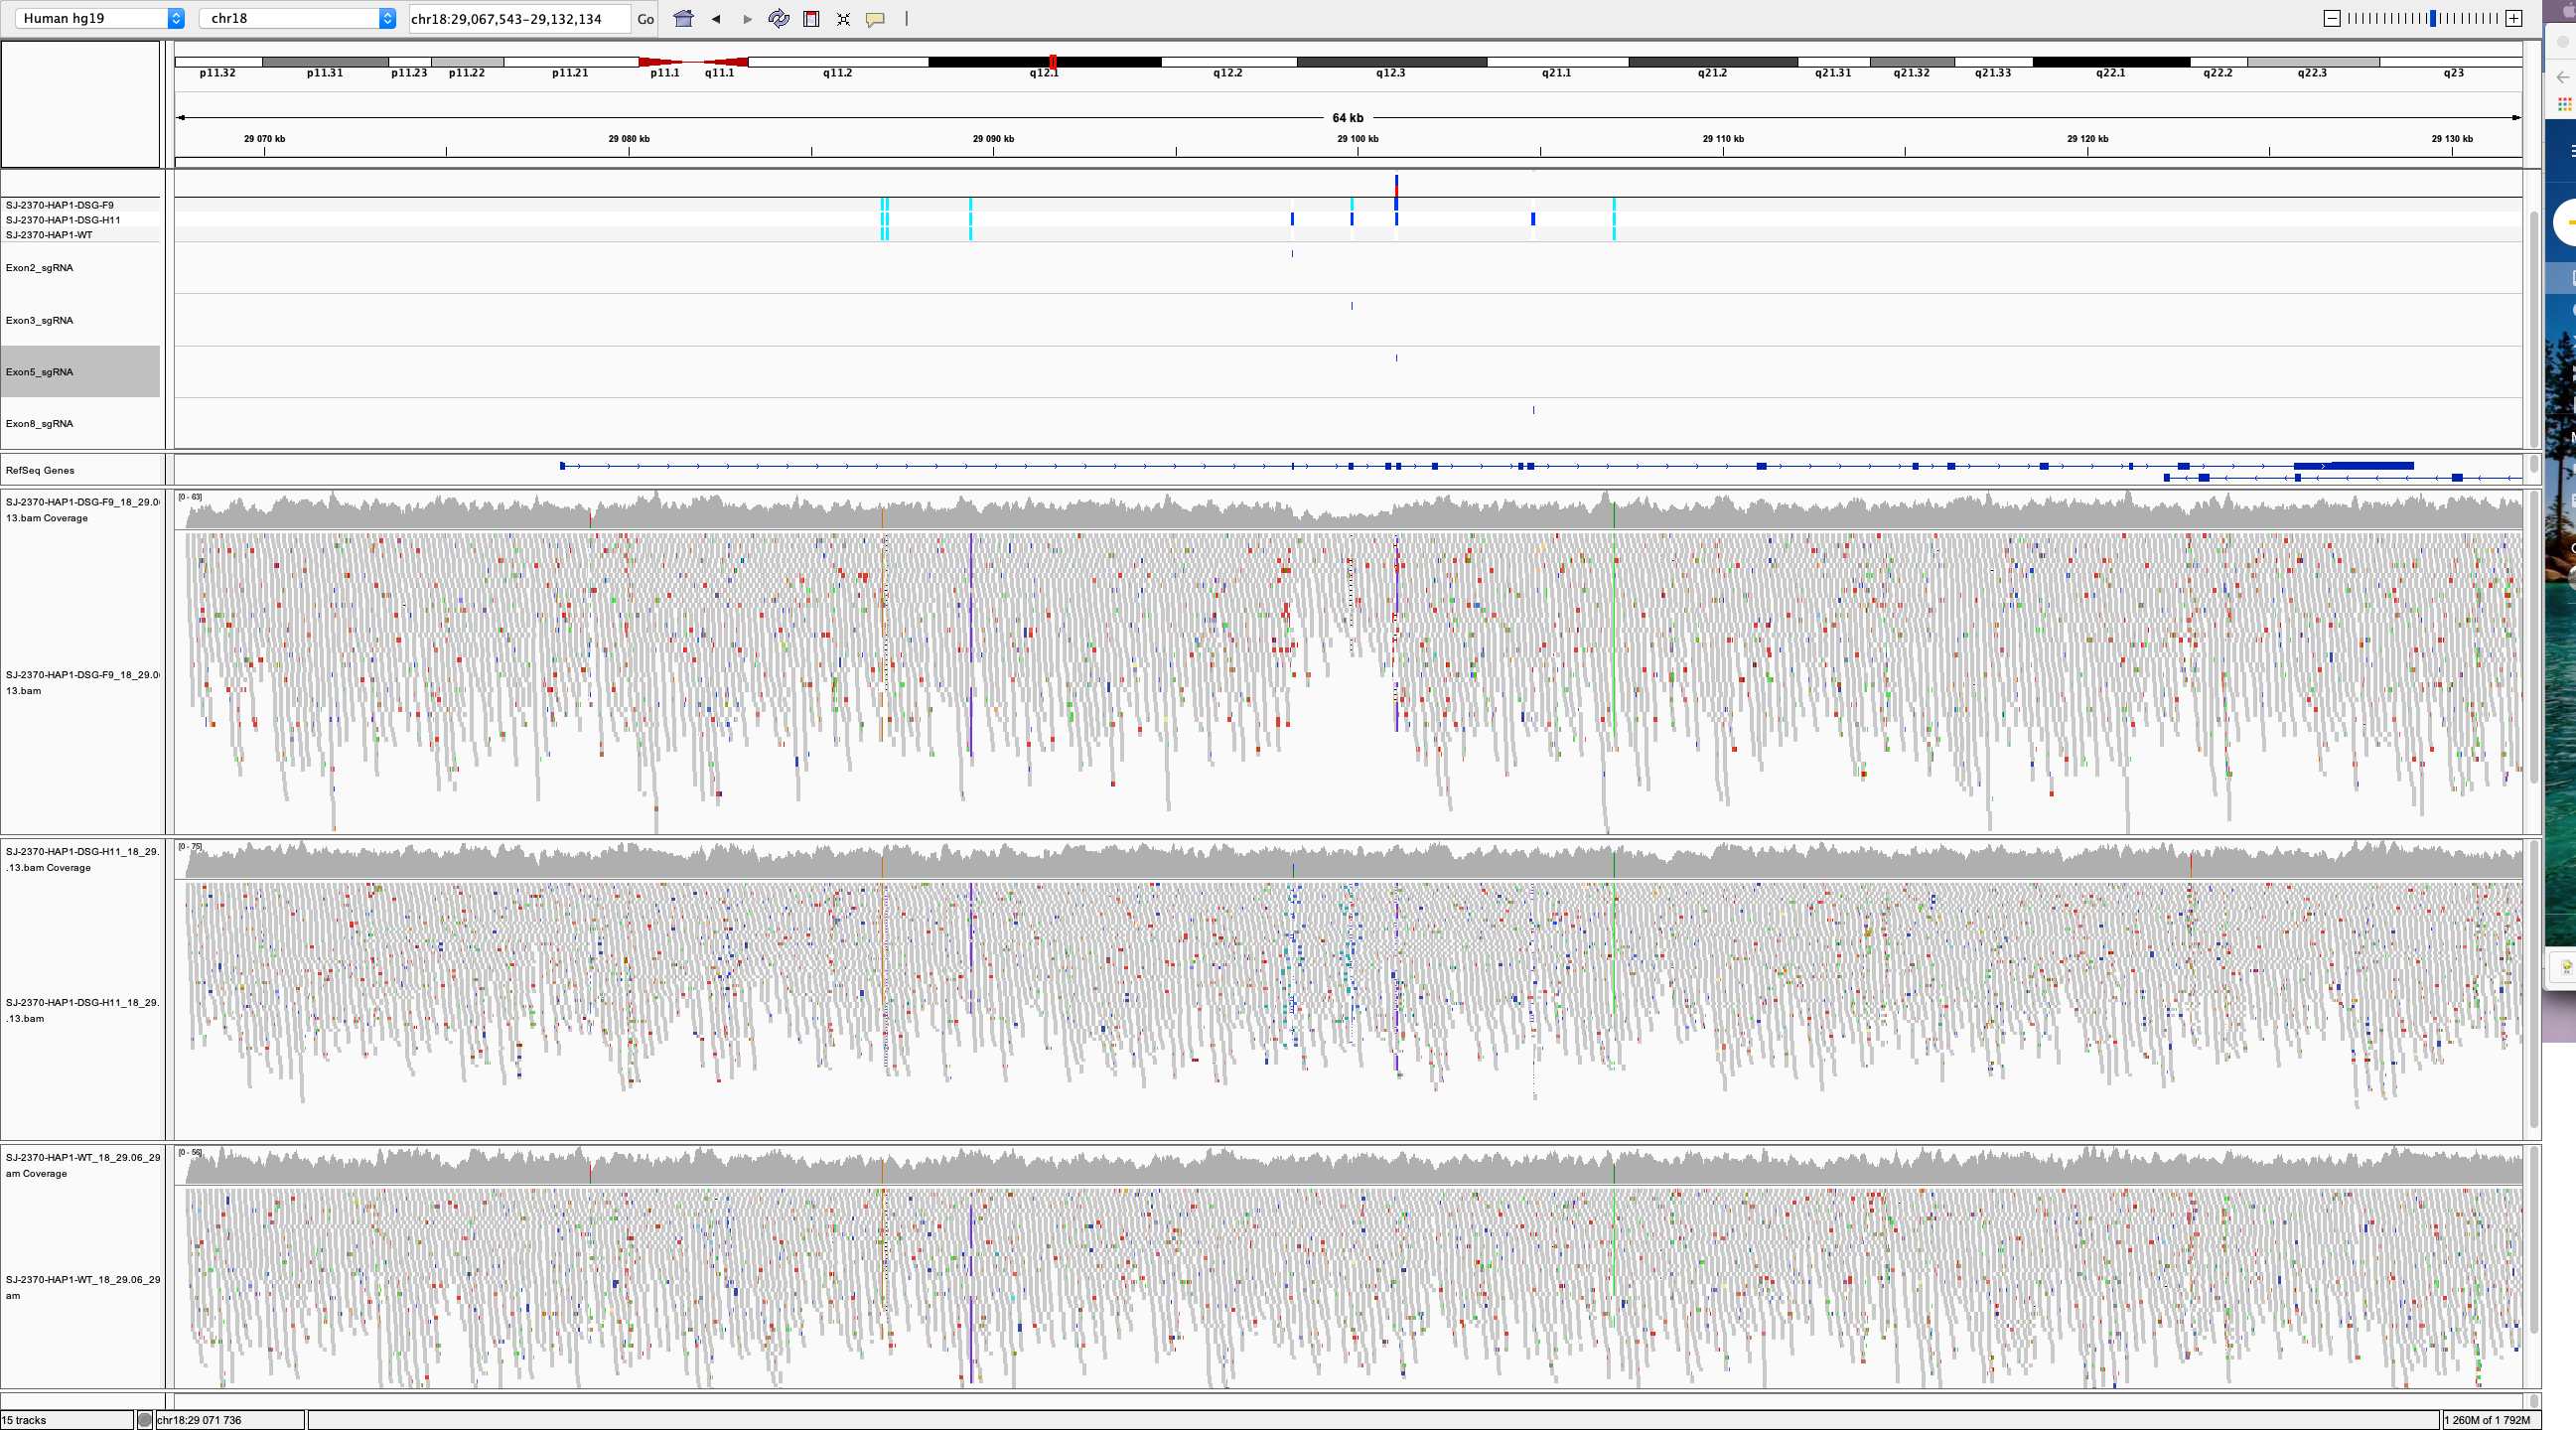 Human hg19 chr18 chr18:29,067,543-29,132,134 Go
p11.32 p11.31 p11.23 p11.22 p11.21 p11.1 q11.1 q11.2 q12.1 q12.2 q12.3 q21.1 q21.2 q21.31 q21.32 q21.33 q22.1 q22.2 q22.3 q23
64 kb
29 070 kb 29 080 kb 29 090 kb 29 100 kb 29 110 kb 29 120 kb 29 130 kb
SJ-2370-HAP1-DSG-F9
SJ-2370-HAP1-DSG-H11
SJ-2370-HAP1-WT
Exon2_sgRNA
Exon3_sgRNA
Exon5_sgRNA
Exon8_sgRNA
RefSeq Genes
SJ-2370-HAP1-DSG-F9_18_29.0 [0 - 63]
13.bam Coverage
SJ-2370-HAP1-DSG-F9_18_29.0
13.bam
SJ-2370-HAP1-DSG-H11_18_29. [0 - 75]
.13.bam Coverage
SJ-2370-HAP1-DSG-H11_18_29.
.13.bam
SJ-2370-HAP1-WT_18_29.06_29 [0 - 56]
am Coverage
SJ-2370-HAP1-WT_18_29.06_29
am
15 tracks chr18:29 071 736 1 260M of 1 792M